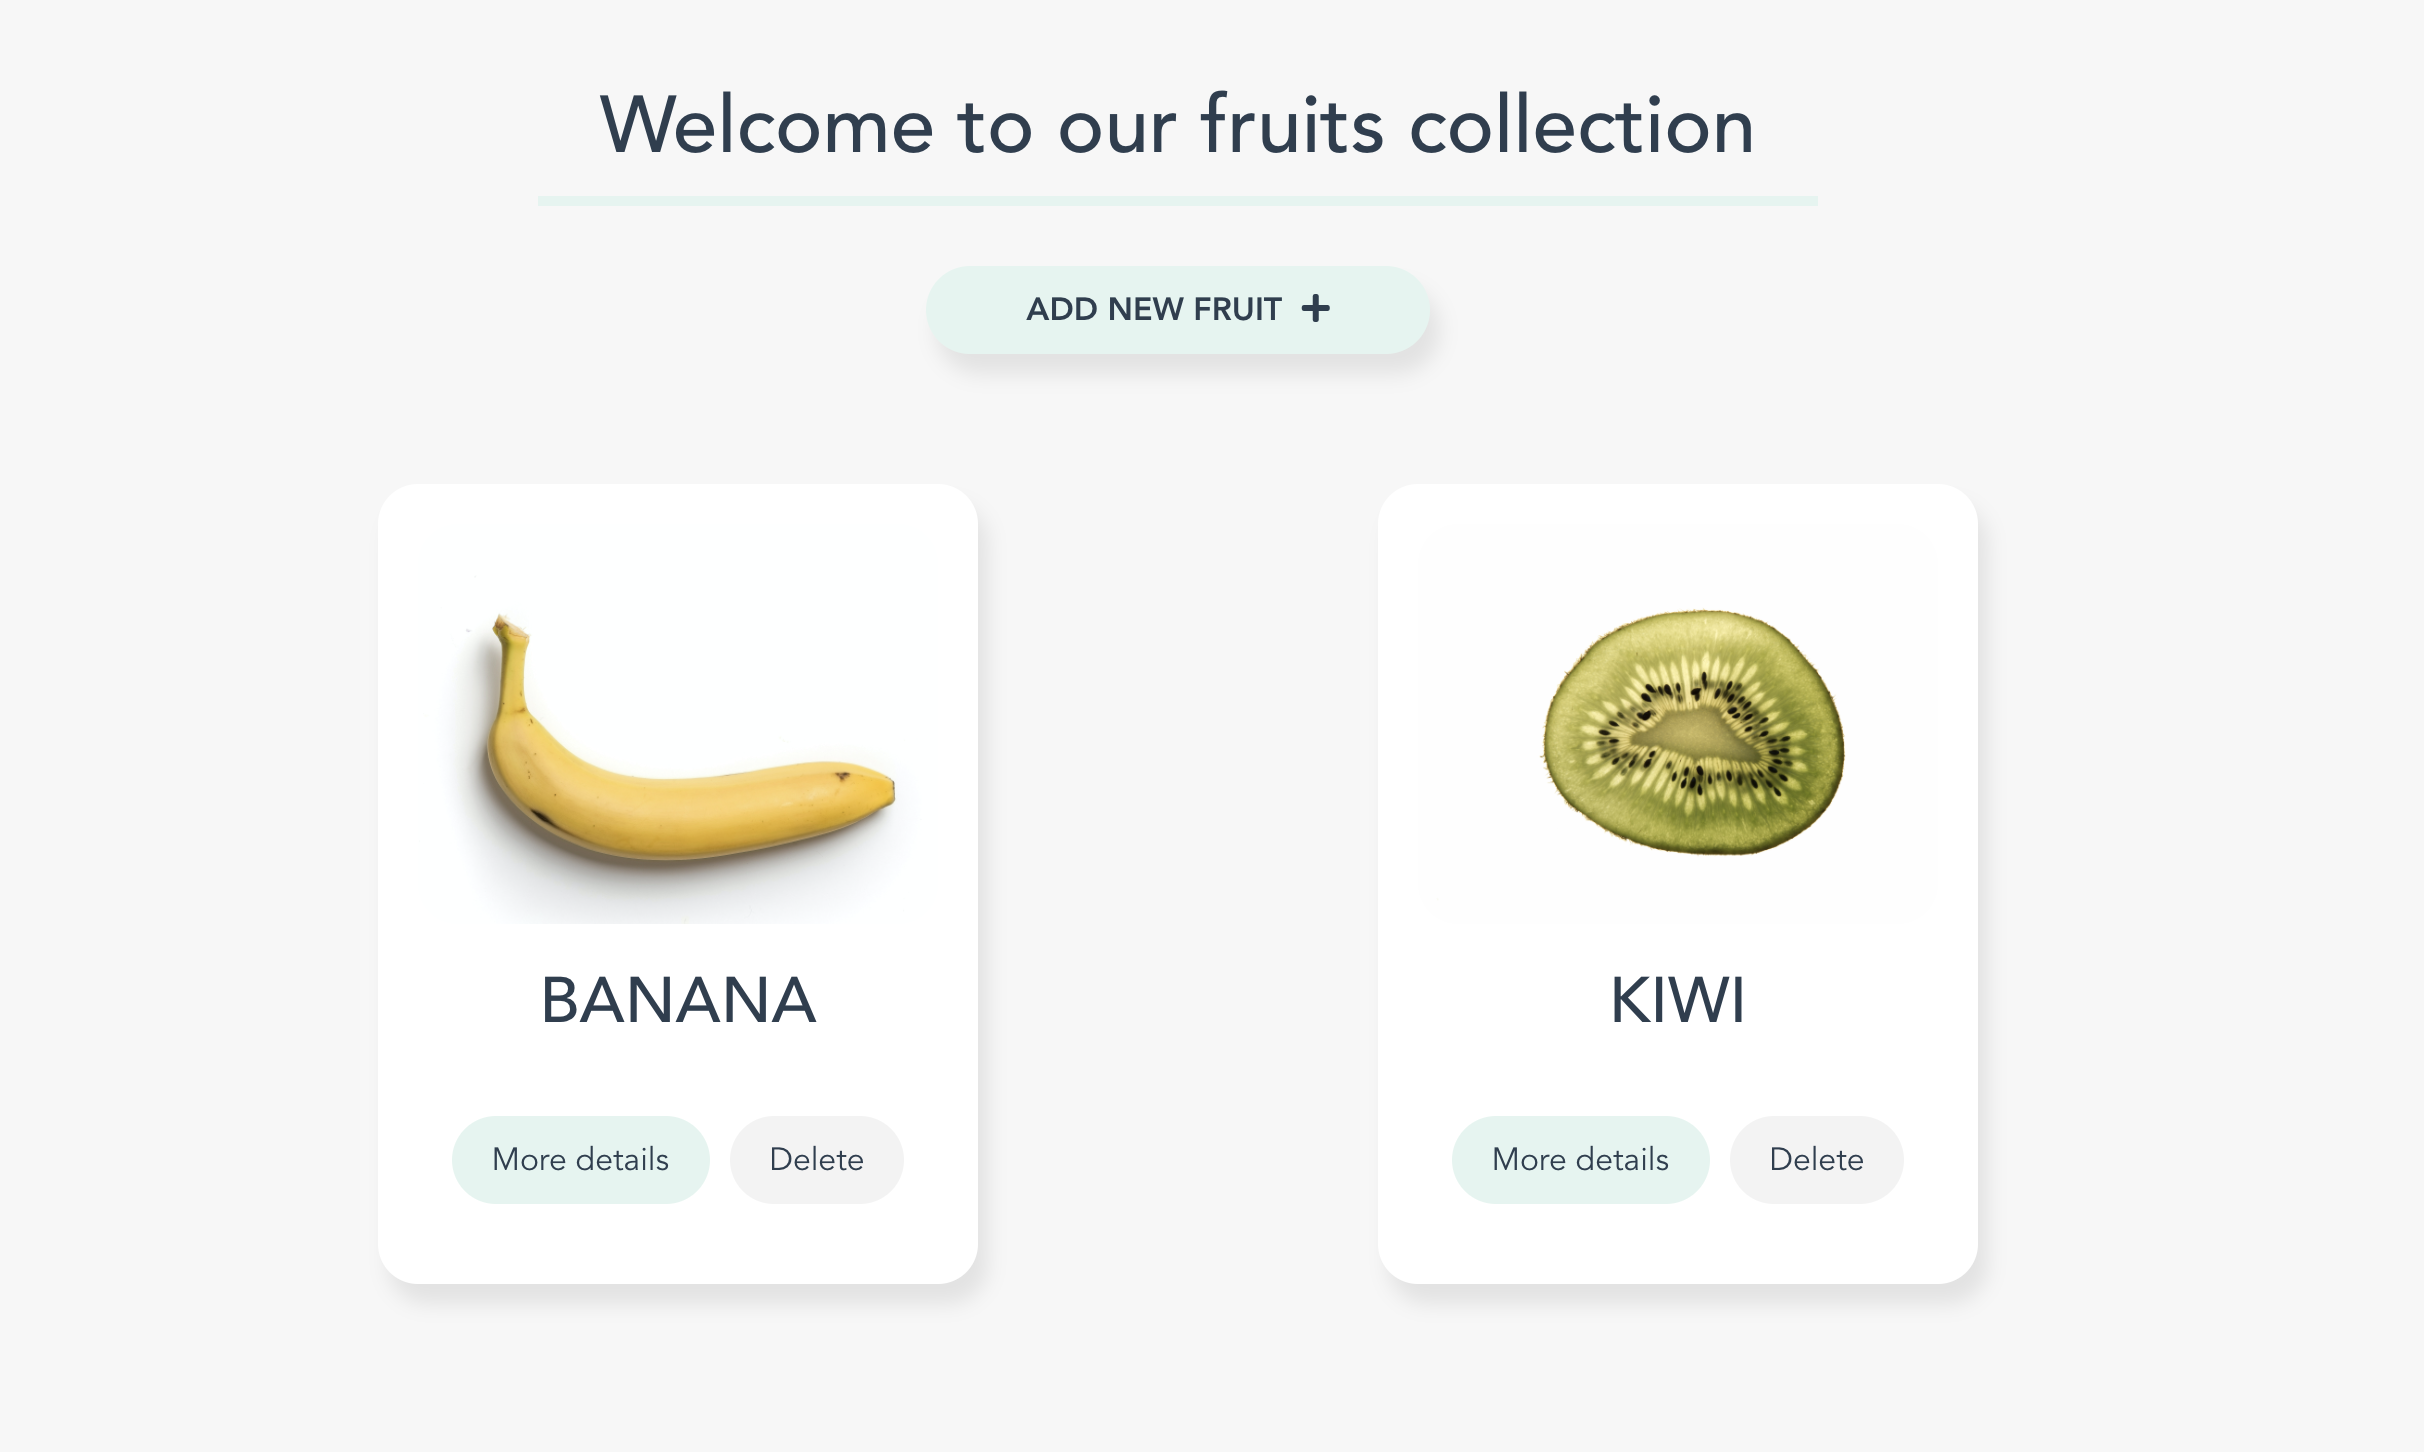 Welcome to our fruits collection
ADD NEW FRUIT +
BANANA
More details
Delete
KIWI
More details
Delete